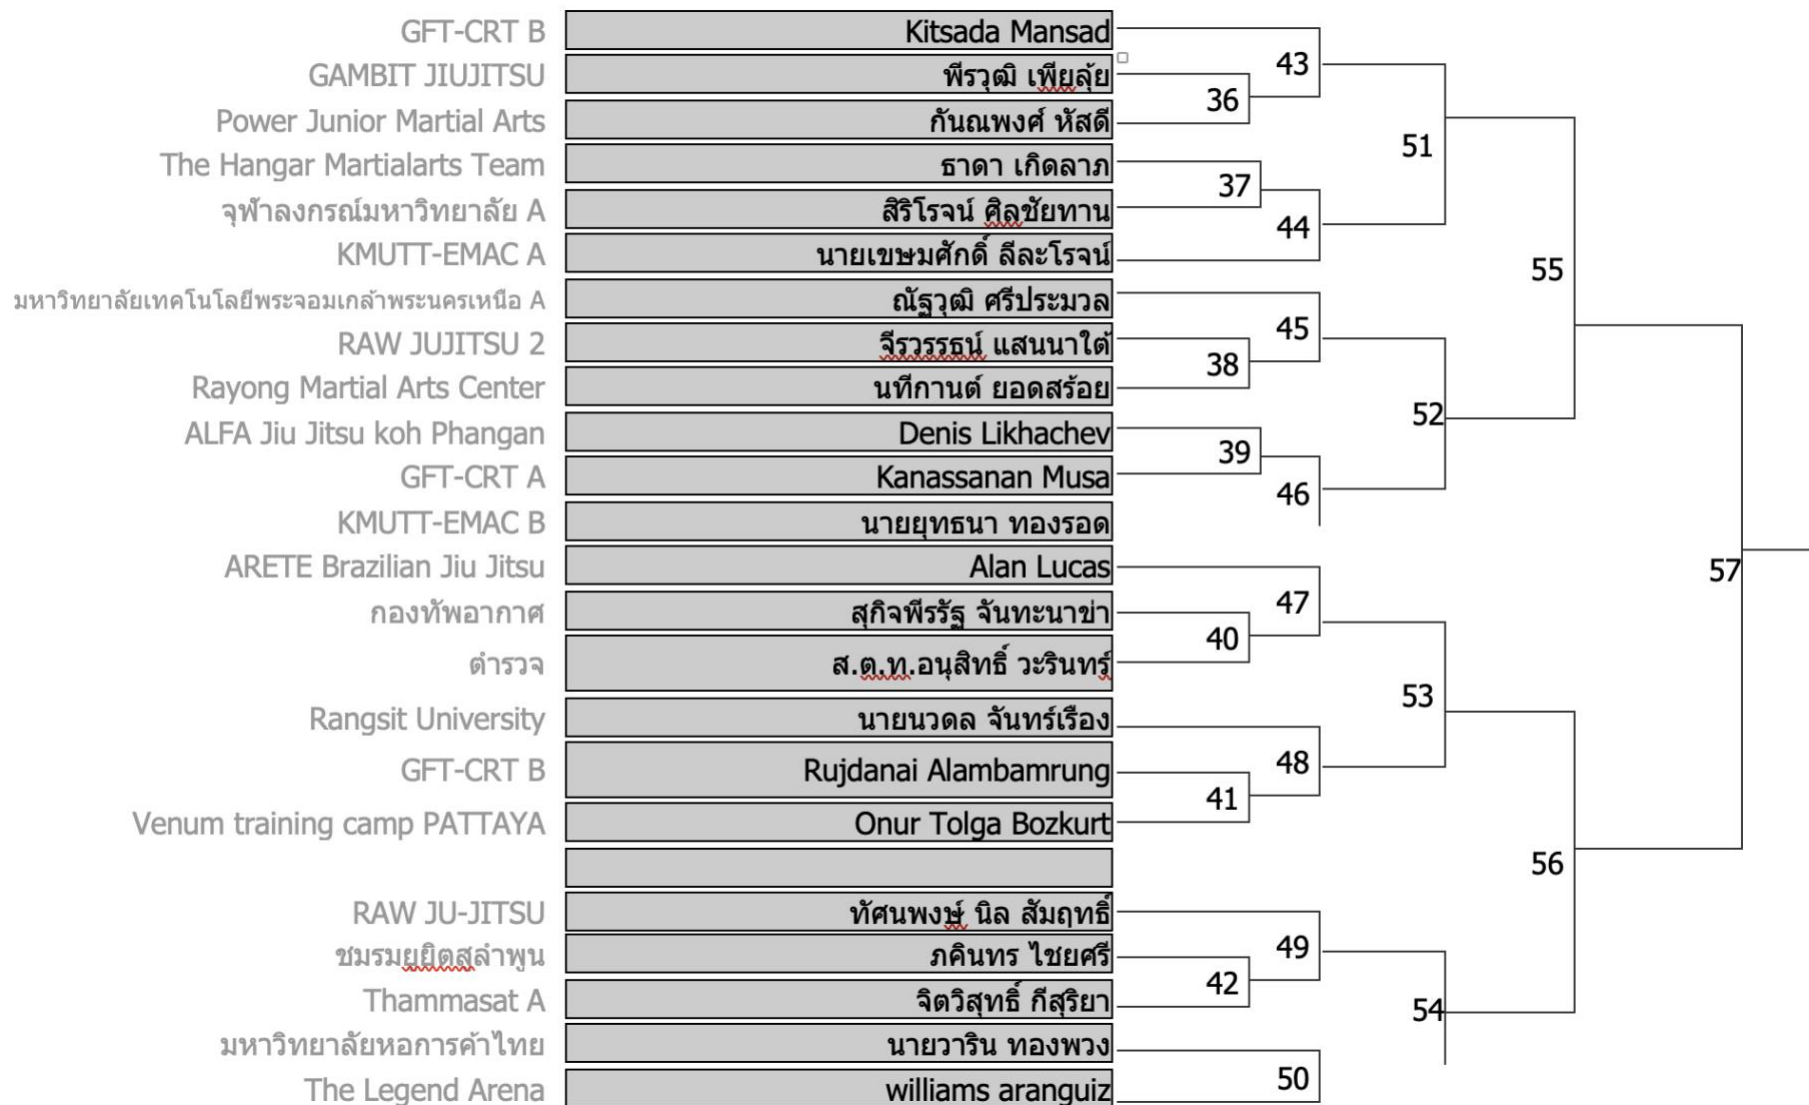 GFT-CRT B Kitsada Mansad
GAMBIT JIUJITSU พีรวุฒิ เพียลุ้ย 43
36
Power Junior Martial Arts กันณพงศ์ หัสดี
51
The Hangar Martialarts Team ธาดา เกิดลาภ
37
จุฬาลงกรณ์มหาวิทยาลัย A สิริโรจน์ ศิลชัยทาน
44
KMUTT-EMAC A นายเขษมศักดิ์ ลีละโรจน์
55
มหาวิทยาลัยเทคโนโลยีพระจอมเกล้าพระนครเหนือ A ณัฐวุฒิ ศรีประมวล
45
RAW JUJITSU 2 จีรวรรธน์ แสนนาใต้
38
Rayong Martial Arts Center นทีกานต์ ยอดสร้อย
52
ALFA Jiu Jitsu koh Phangan Denis Likhachev
39
GFT-CRT A Kanassanan Musa
46
KMUTT-EMAC B นายยุทธนา ทองรอด
ARETE Brazilian Jiu Jitsu Alan Lucas 57
47
กองทัพอากาศ สุกิจพีรรัฐ จันทะนาข่า
40
ตำรวจ ส.ต.ท.อนุสิทธิ์ วะรินทร์
53
Rangsit University นายนวดล จันทร์เรือง
48
GFT-CRT B Rujdanai Alambamrung
41
Venum training camp PATTAYA Onur Tolga Bozkurt
56
RAW JU-JITSU ทัศนพงษ์ นิล สัมฤทธิ์
49
ชมรมยูยิตสูลำพูน ภคินทร ไชยศรี
42
Thammasat A จิตวิสุทธิ์ กีสุริยา
54
มหาวิทยาลัยหอการค้าไทย นายวาริน ทองพวง
50
The Legend Arena williams aranguiz